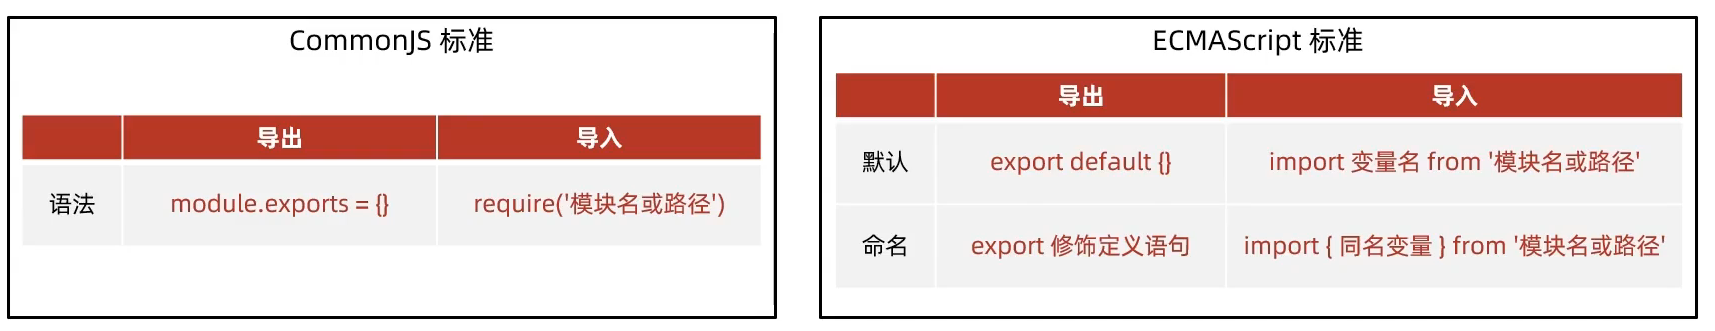 CommonJS 标准
导出 导入
语法 module.exports = {} require('模块名或路径')
ECMAScript 标准
导出 导入
默认 export default {} import 变量名 from '模块名或路径'
命名 export 修饰定义语句 import { 同名变量 } from '模块名或路径'